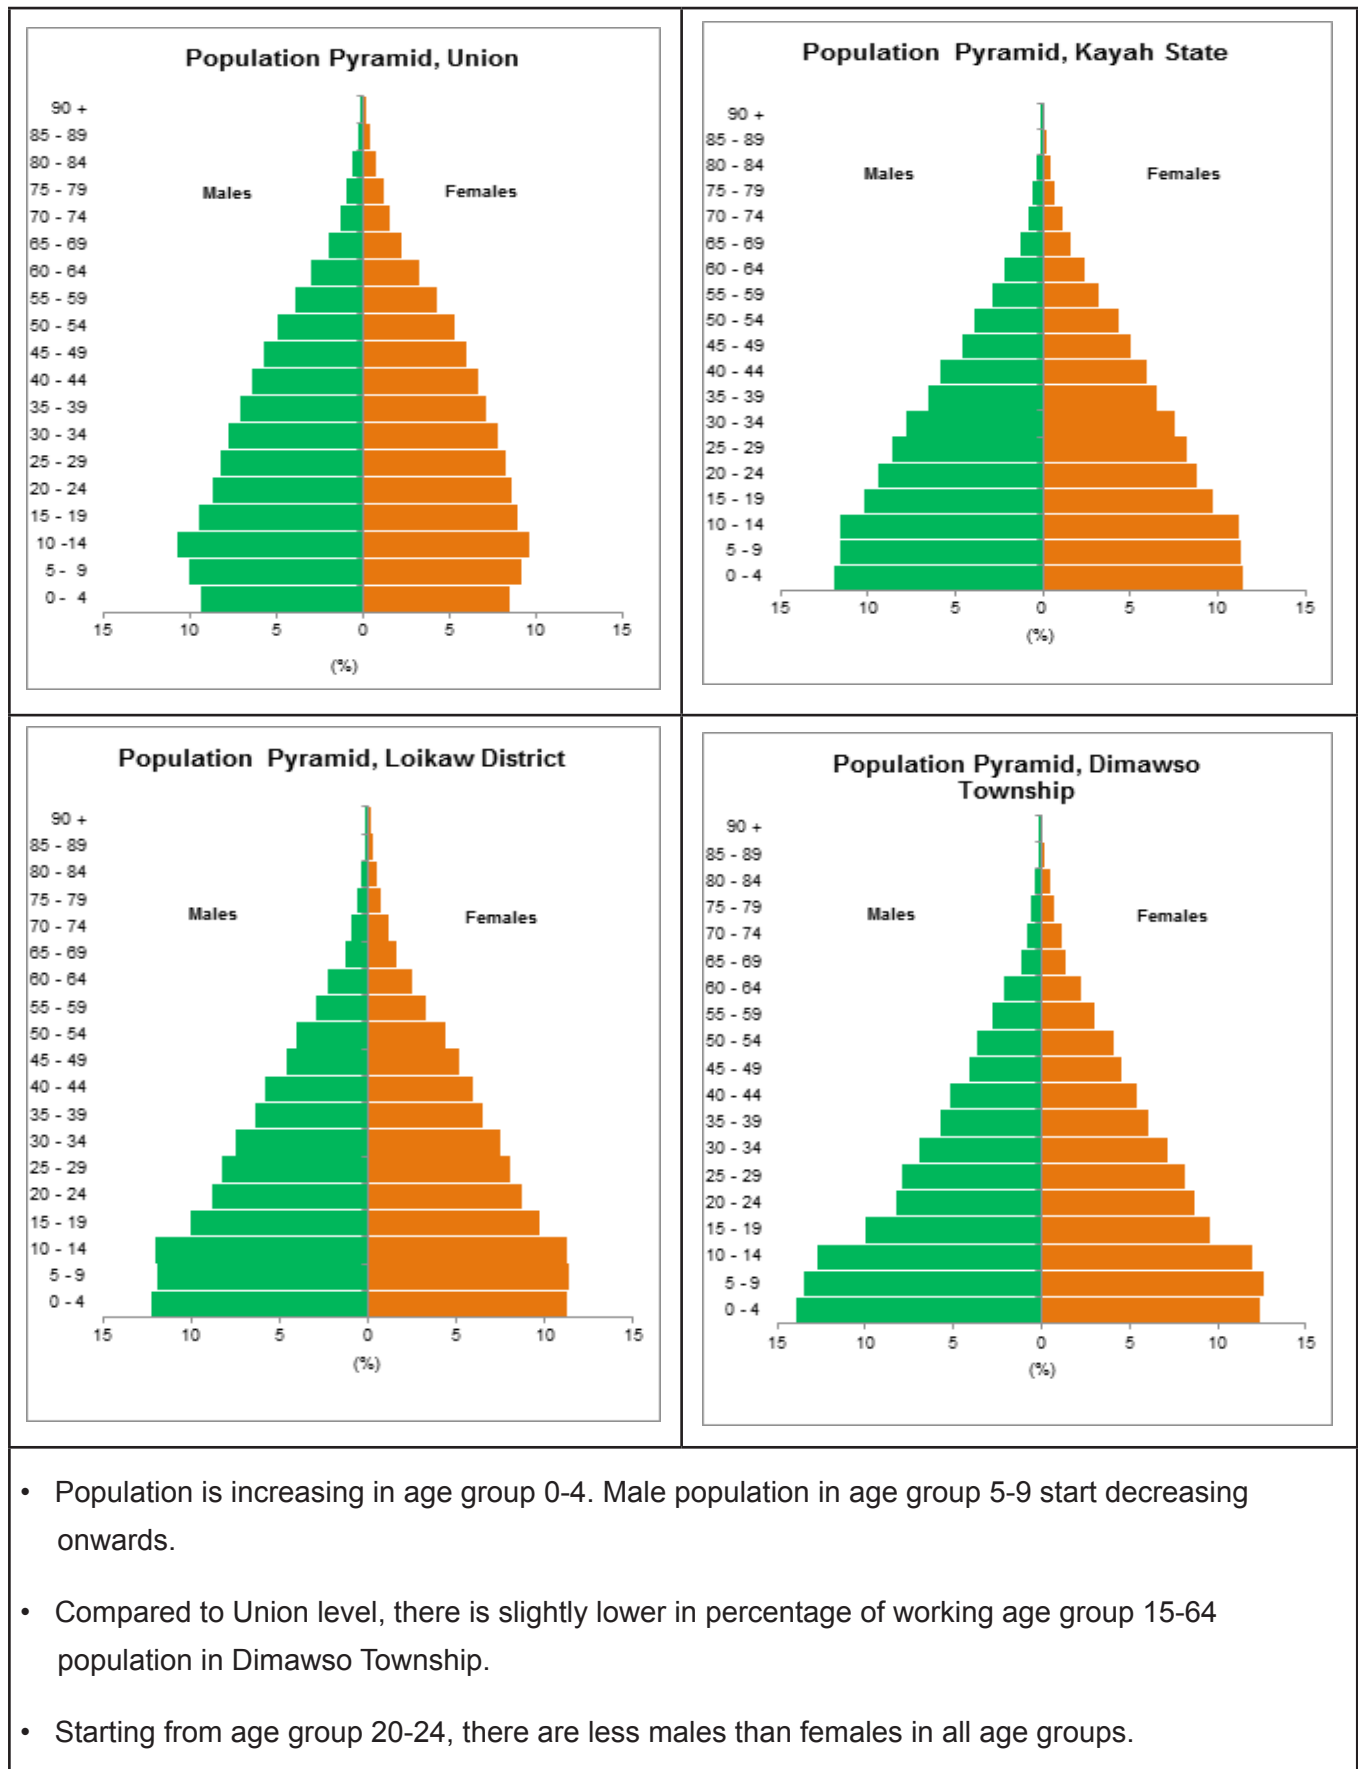 Population Pyramid, Union
90 +
85 - 89
80 - 84
75 - 79
70 - 74
65 - 69
60 - 64
55 - 59
50 - 54
45 - 49
40 - 44
35 - 39
30 - 34
25 - 29
20 - 24
15 - 19
10 -14
5 - 9
0 - 4
Males
Females
15 10 5 0 5 10 15
(%)
Population Pyramid, Kayah State
90 +
85 - 89
80 - 84
75 - 79
70 - 74
65 - 69
60 - 64
55 - 59
50 - 54
45 - 49
40 - 44
35 - 39
30 - 34
25 - 29
20 - 24
15 - 19
10 - 14
5 - 9
0 - 4
Males
Females
15 10 5 0 5 10 15
(%)
Population Pyramid, Loikaw District
90 +
85 - 89
80 - 84
75 - 79
70 - 74
65 - 69
60 - 64
55 - 59
50 - 54
45 - 49
40 - 44
35 - 39
30 - 34
25 - 29
20 - 24
15 - 19
10 - 14
5 - 9
0 - 4
Males
Females
15 10 5 0 5 10 15
(%)
Population Pyramid, Dimawso
Township
90 +
85 - 89
80 - 84
75 - 79
70 - 74
65 - 69
60 - 64
55 - 59
50 - 54
45 - 49
40 - 44
35 - 39
30 - 34
25 - 29
20 - 24
15 - 19
10 - 14
5 - 9
0 - 4
Males
Females
15 10 5 0 5 10 15
(%)
• Population is increasing in age group 0-4. Male population in age group 5-9 start decreasing
onwards.
• Compared to Union level, there is slightly lower in percentage of working age group 15-64
population in Dimawso Township.
• Starting from age group 20-24, there are less males than females in all age groups.